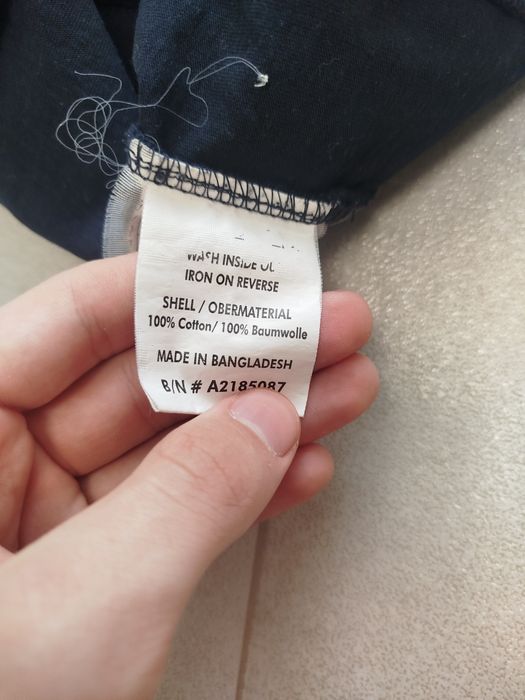 WASH INSIDE
IRON ON REVERSE
SHELL / OBERMATERIAL
100% Cotton/ 100% Baumwolle
MADE IN BANGLADESH
B/N # A2185087